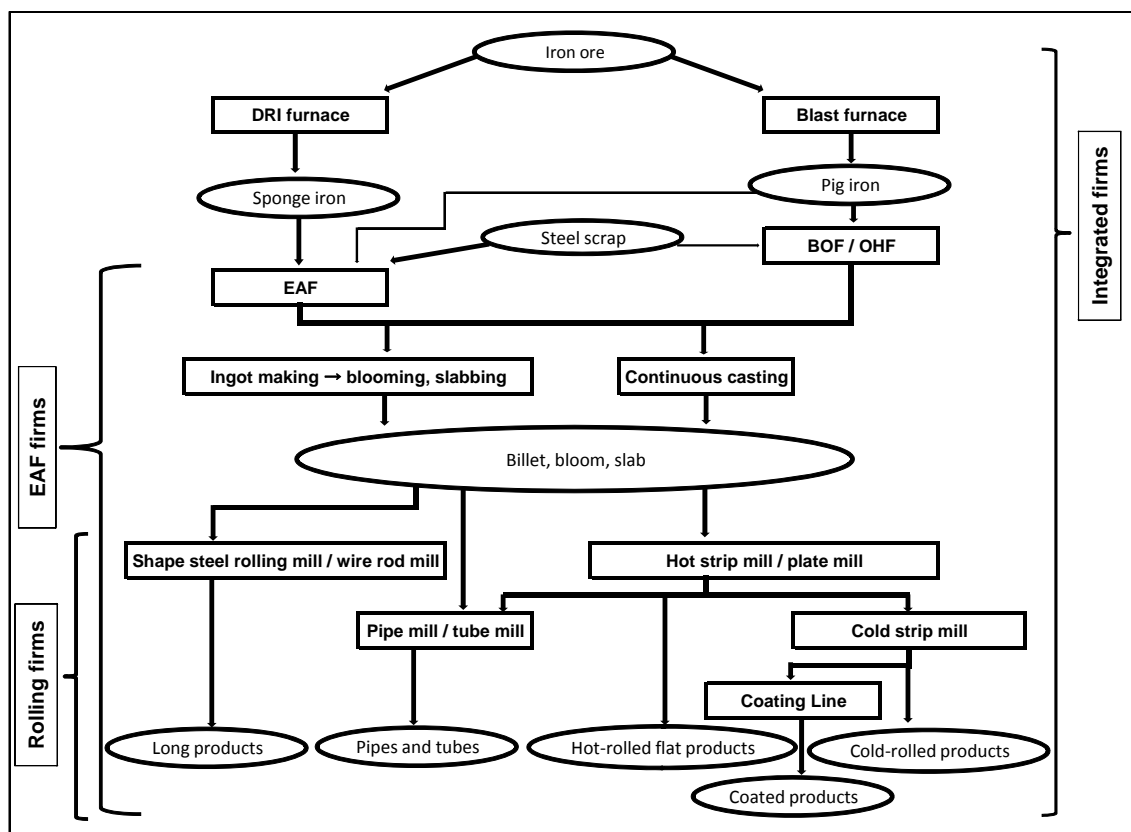 Iron ore
DRI furnace
Blast furnace
Sponge iron
Pig iron
Steel scrap
BOF / OHF
EAF
Ingot making → blooming, slabbing
Continuous casting
Billet, bloom, slab
Shape steel rolling mill / wire rod mill
Hot strip mill / plate mill
Pipe mill / tube mill
Cold strip mill
Coating Line
Long products
Pipes and tubes
Hot-rolled flat products
Cold-rolled products
Coated products
Integrated firms
EAF firms
Rolling firms